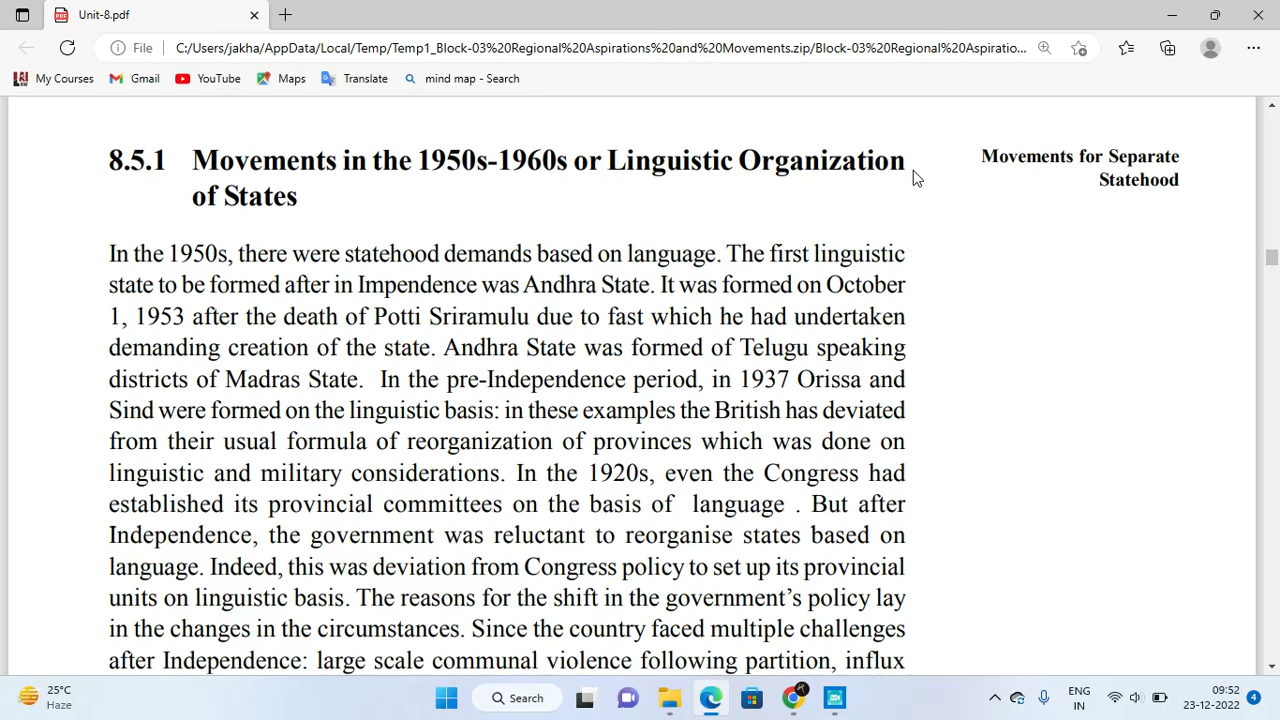 Unit-8.pdf
File C:/Users/jakha/AppData/Local/Temp/Temp1_Block-03%20Regional%20Aspirations%20and%20Movements.zip/Block-03%20Regional%20Aspiratio...
My Courses Gmail YouTube Maps Translate mind map - Search
8.5.1 Movements in the 1950s-1960s or Linguistic Organization
of States
Movements for Separate
Statehood
In the 1950s, there were statehood demands based on language. The first linguistic
state to be formed after in Impendence was Andhra State. It was formed on October
1, 1953 after the death of Potti Sriramulu due to fast which he had undertaken
demanding creation of the state. Andhra State was formed of Telugu speaking
districts of Madras State. In the pre-Independence period, in 1937 Orissa and
Sind were formed on the linguistic basis: in these examples the British has deviated
from their usual formula of reorganization of provinces which was done on
linguistic and military considerations. In the 1920s, even the Congress had
established its provincial committees on the basis of language . But after
Independence, the government was reluctant to reorganise states based on
language. Indeed, this was deviation from Congress policy to set up its provincial
units on linguistic basis. The reasons for the shift in the government's policy lay
in the changes in the circumstances. Since the country faced multiple challenges
after Independence: large scale communal violence following partition, influx
25°C
Haze
Search
ENG
IN
09:52
23-12-2022
4